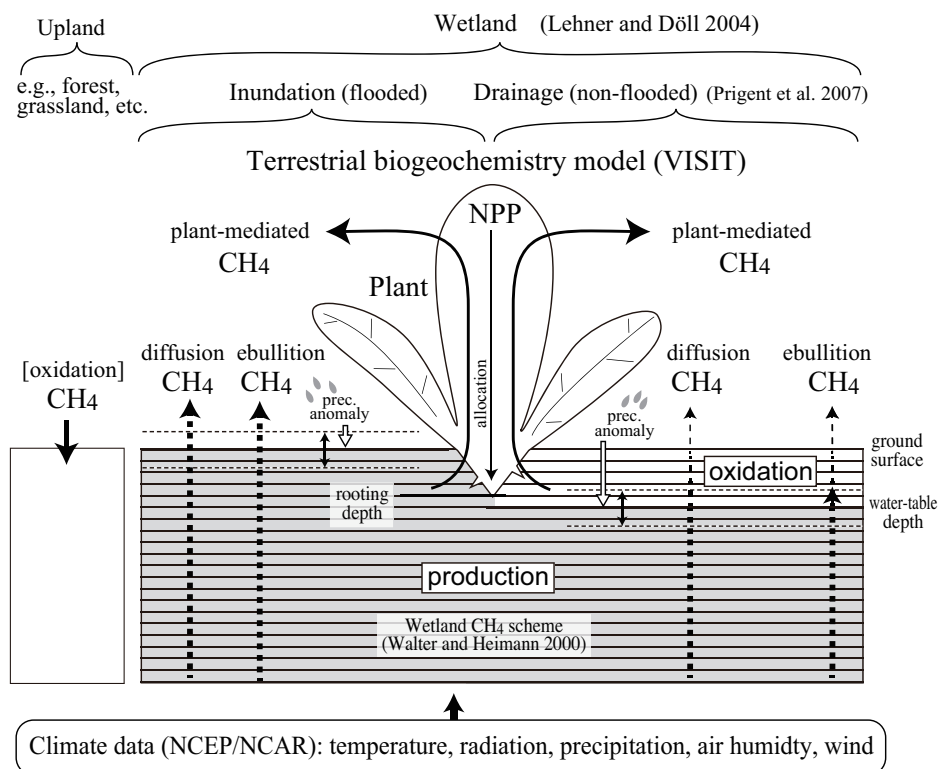 Upland
Wetland (Lehner and Döll 2004)
e.g., forest,
grassland, etc.
Inundation (flooded)
Drainage (non-flooded) (Prigent et al. 2007)
Terrestrial biogeochemistry model (VISIT)
NPP
plant-mediated
CH4
plant-mediated
CH4
Plant
[oxidation]
CH4
diffusion
CH4
ebullition
CH4
prec.
anomaly
allocation
prec.
anomaly
diffusion
CH4
ebullition
CH4
ground
surface
oxidation
rooting
depth
water-table
depth
production
Wetland CH4 scheme
(Walter and Heimann 2000)
Climate data (NCEP/NCAR): temperature, radiation, precipitation, air humidty, wind